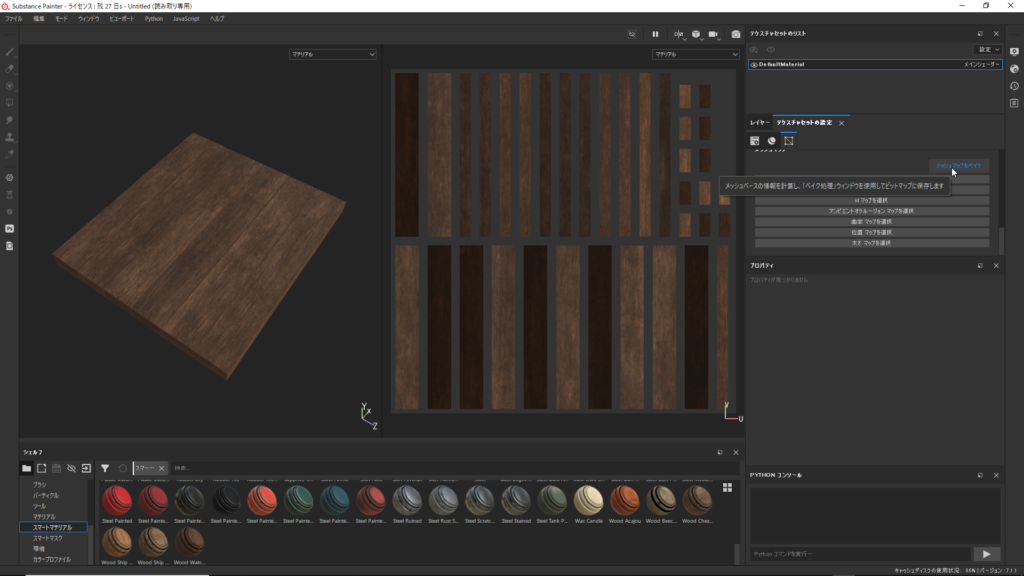 Substance Painter - ライセンス: 残 27 日s - Untitled (読み取り専用)
ファイル 編集 モード ウィンドウ ビューポート Python JavaScript ヘルプ
マテリアル
マテリアル
テクスチャセットのリスト
設定
DefaultMaterial
メインシェーダー
レイヤー テクスチャセットの設定
メッシュマップをベイク
メッシュベースの情報を計算し、「ベイク処理」ウィンドウを使用してビットマップに保存します
id マップを選択
アンビエントオクルージョン マップを選択
曲率 マップを選択
位置 マップを選択
太さ マップを選択
プロパティ
プロパティが見つかりません
Y
X
Z
V
U
シェルフ
スマー...
検索...
ブラシ
パーティクル
ツール
マテリアル
スマートマテリアル
スマートマスク
環境
カラープロファイル
Steel Painted Steel Painte... Steel Painte... Steel Painte... Steel Painte... Steel Painte... Steel Painte... Steel Painte... Steel Ruined Steel Rust S... Steel Scratc... Steel Stained Steel Tank P... Wax Candle Wood Acajou Wood Beec... Wood Ches...
Wood Ship ... Wood Ship ... Wood Waln...
PYTHON コンソール
Python コマンドを実行...
キャッシュディスクの使用状況: